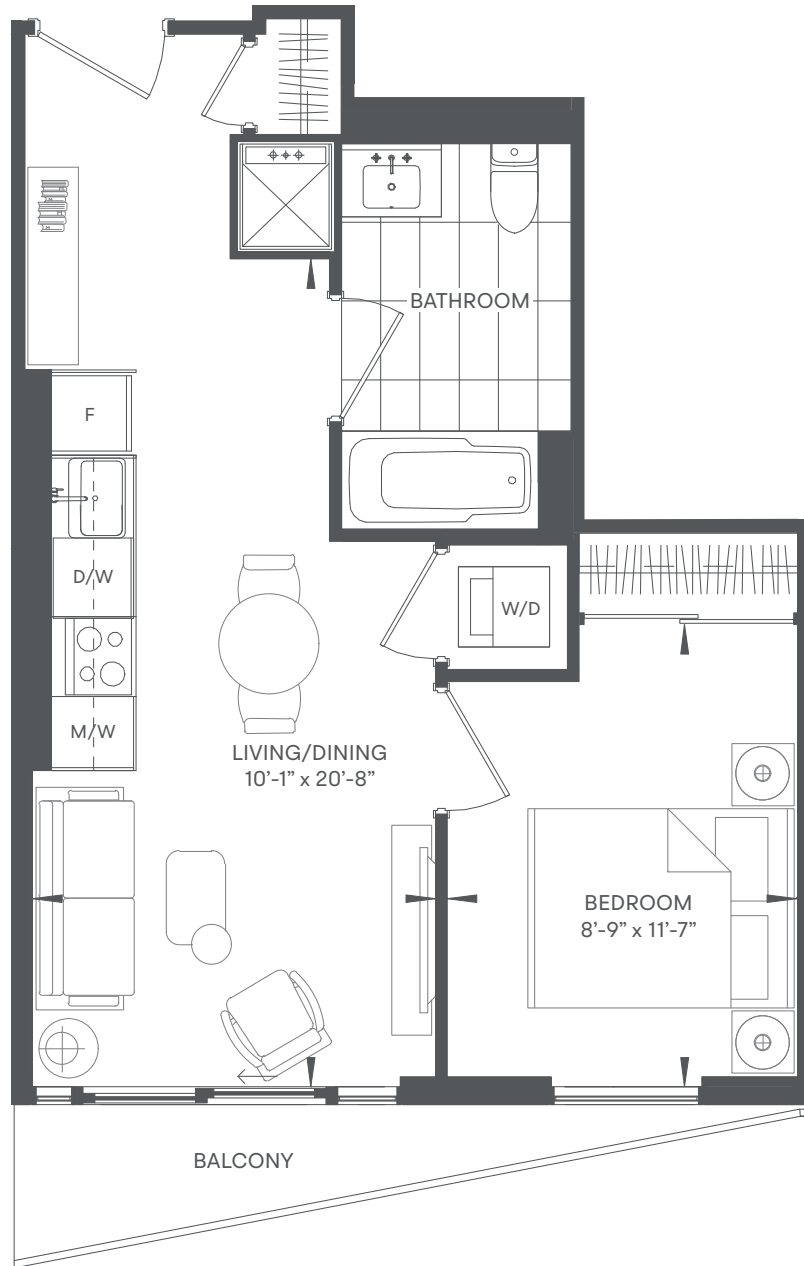 BATHROOM
F
D/W
W/D
M/W
LIVING/DINING
10’-1” x 20’-8”
BEDROOM
8’-9” x 11’-7”
BALCONY